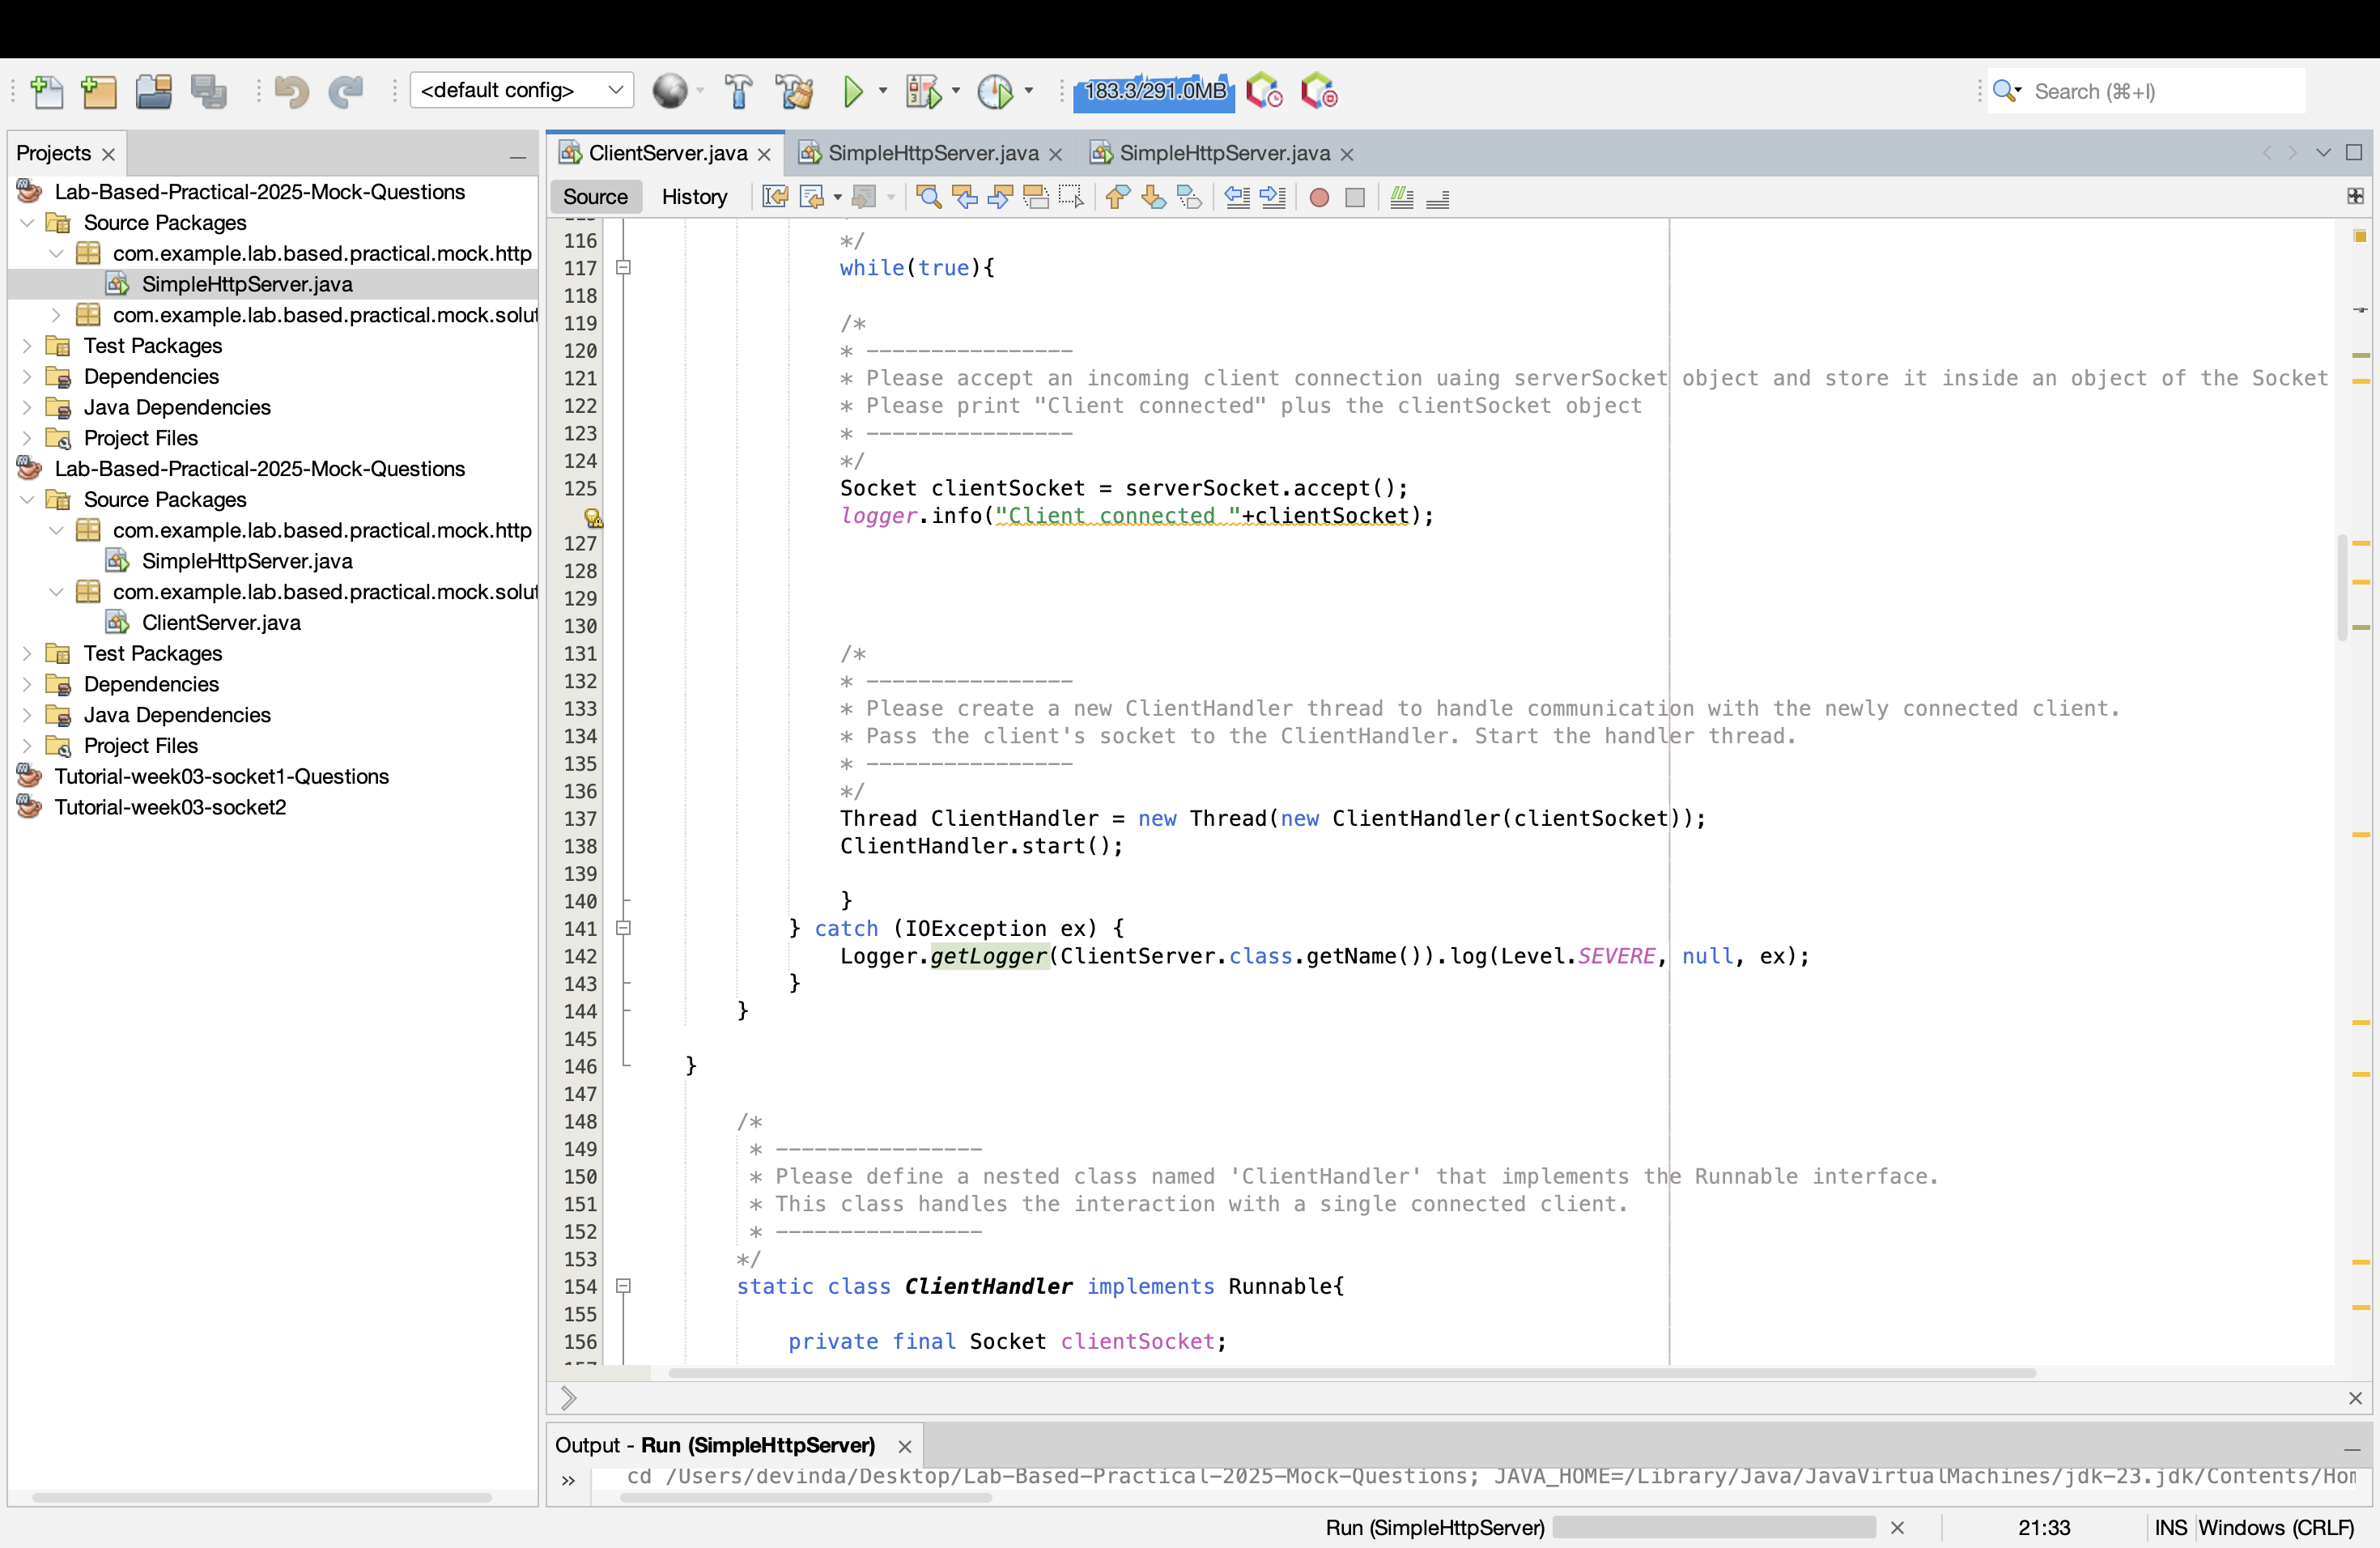 <default config>
183.3/291.0MB
Search (⌘+I)
Projects
ClientServer.java
SimpleHttpServer.java
SimpleHttpServer.java
Source
History
Lab-Based-Practical-2025-Mock-Questions
Source Packages
com.example.lab.based.practical.mock.http
SimpleHttpServer.java
com.example.lab.based.practical.mock.solut
Test Packages
Dependencies
Java Dependencies
Project Files
Lab-Based-Practical-2025-Mock-Questions
Source Packages
com.example.lab.based.practical.mock.http
SimpleHttpServer.java
com.example.lab.based.practical.mock.solut
ClientServer.java
Test Packages
Dependencies
Java Dependencies
Project Files
Tutorial-week03-socket1-Questions
Tutorial-week03-socket2
116 */
117 while(true){
118
119 /*
120 * ----------------
121 * Please accept an incoming client connection uaing serverSocket object and store it inside an object of the Socket
122 * Please print "Client connected" plus the clientSocket object
123 * ----------------
124 */
125 Socket clientSocket = serverSocket.accept();
logger.info("Client connected "+clientSocket);
127
128
129
130
131 /*
132 * ----------------
133 * Please create a new ClientHandler thread to handle communication with the newly connected client.
134 * Pass the client's socket to the ClientHandler. Start the handler thread.
135 * ----------------
136 */
137 Thread ClientHandler = new Thread(new ClientHandler(clientSocket));
138 ClientHandler.start();
139
140 }
141 } catch (IOException ex) {
142 Logger.getLogger(ClientServer.class.getName()).log(Level.SEVERE, null, ex);
143 }
144 }
145
146 }
147
148 /*
149 * ----------------
150 * Please define a nested class named 'ClientHandler' that implements the Runnable interface.
151 * This class handles the interaction with a single connected client.
152 * ----------------
153 */
154 static class ClientHandler implements Runnable{
155
156 private final Socket clientSocket;
Output - Run (SimpleHttpServer)
cd /Users/devinda/Desktop/Lab-Based-Practical-2025-Mock-Questions; JAVA_HOME=/Library/Java/JavaVirtualMachines/jdk-23.jdk/Contents/Hom
Run (SimpleHttpServer)
21:33
INS
Windows (CRLF)